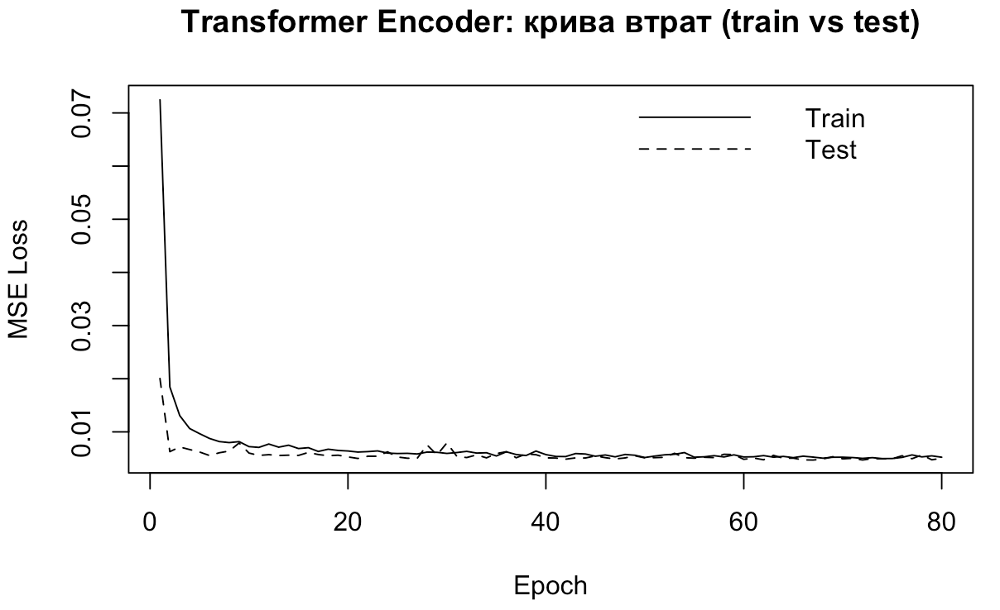 Transformer Encoder: крива втрат (train vs test)
Train
Test
MSE Loss
0.07
0.05
0.03
0.01
0 20 40 60 80
Epoch